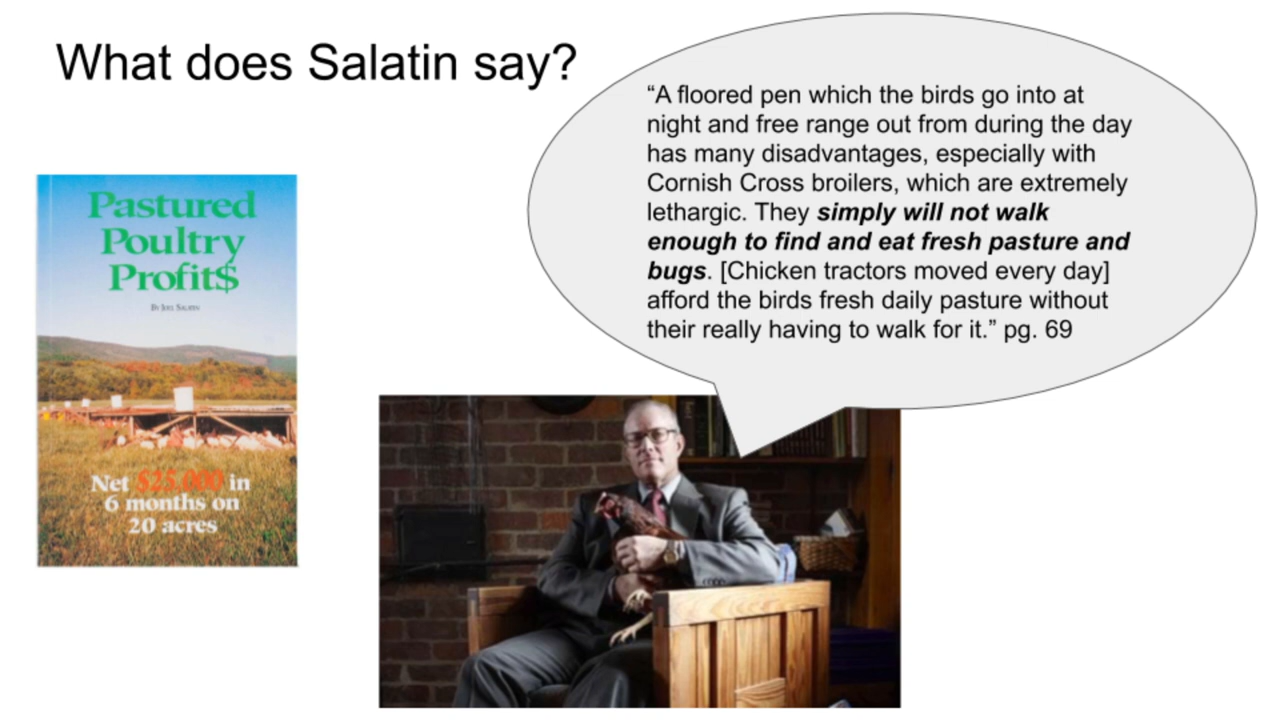 What does Salatin say?
“A floored pen which the birds go into at
night and free range out from during the day
has many disadvantages, especially with
Cornish Cross broilers, which are extremely
lethargic. They simply will not walk
enough to find and eat fresh pasture and
bugs. [Chicken tractors moved every day]
afford the birds fresh daily pasture without
their really having to walk for it.” pg. 69
Pastured
Poultry
Profit$
By Joel Salatin
Net $25,000 in
6 months on
20 acres